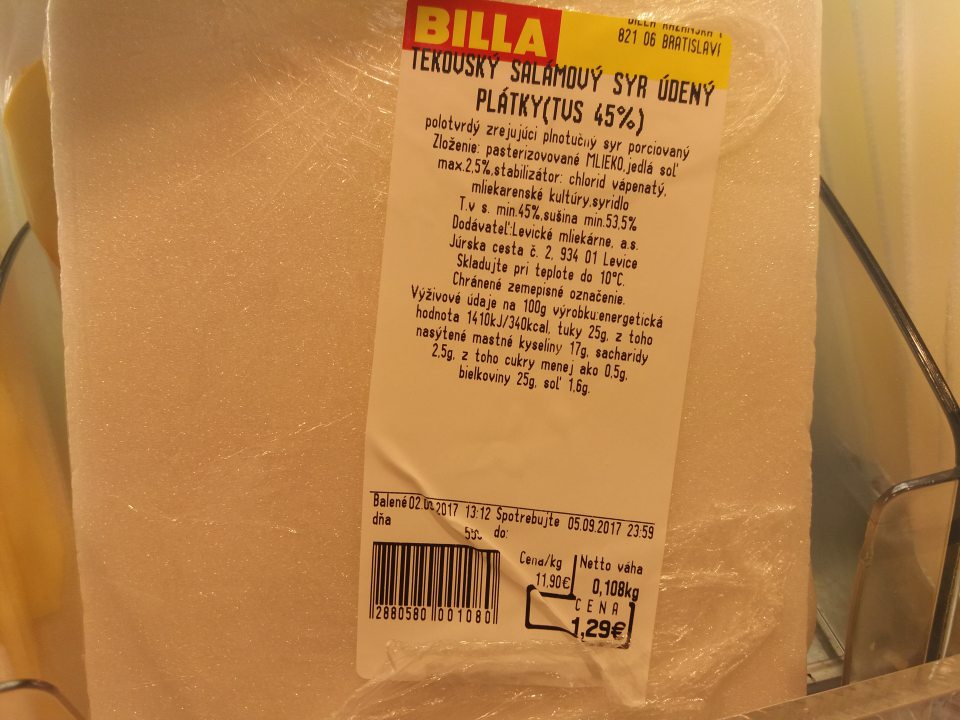 BILLA
821 06 BRATISLAV
TEKOVSKÝ SALÁMOVÝ SYR ÚDENÝ
PLÁTKY(TVS 45%)
polotvrdý zrejujúci plnotučný syr porciovaný
Zloženie: pasterizovované MLIEKO,jedlá soľ
max.2,5%,stabilizátor: chlorid vápenatý,
mliekarenské kultúry,syridlo
T.v s. min.45%,sušina min.53,5%
Dodávateľ:Levické mliekárne, a.s.
Júrska cesta č. 2, 934 01 Levice
Skladujte pri teplote do 10°C.
Chránené zemepisné označenie.
Výživové údaje na 100g výrobku:energetická
hodnota 1410kJ/340kcal, tuky 25g, z toho
nasýtené mastné kyseliny 17g, sacharidy
2,5g, z toho cukry menej ako 0,5g,
bielkoviny 25g, soľ 1,6g.
Balené 2017 13:12 Spotrebujte 05.09.2017 23:59
dňa do:
Cena/kg Netto váha
11,90€ 0,108kg
CENA
1,29€
2880580 001080